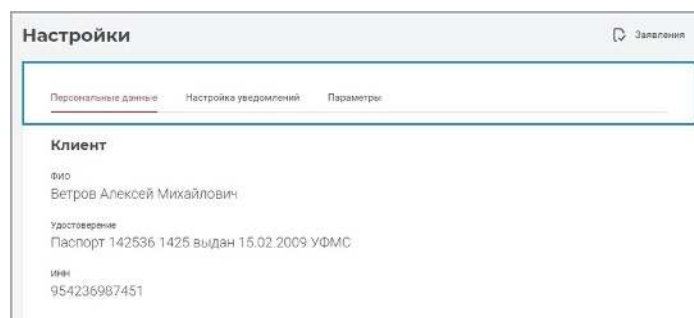 Настройки
Заявления
Персональные данные Настройка уведомлений Параметры
Клиент
ФИО
Ветров Алексей Михайлович
Удостоверение
Паспорт 142536 1425 выдан 15.02.2009 УФМС
ИНН
954236987451